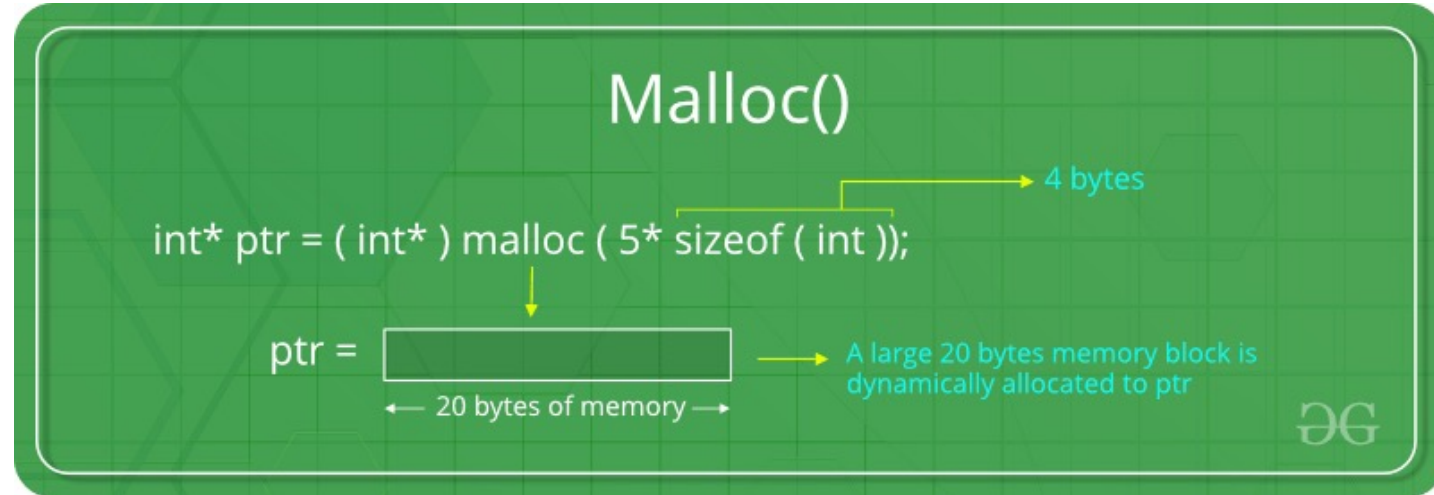 Malloc()
4 bytes
int* ptr = ( int* ) malloc ( 5* sizeof ( int ));
ptr =
A large 20 bytes memory block is
dynamically allocated to ptr
20 bytes of memory